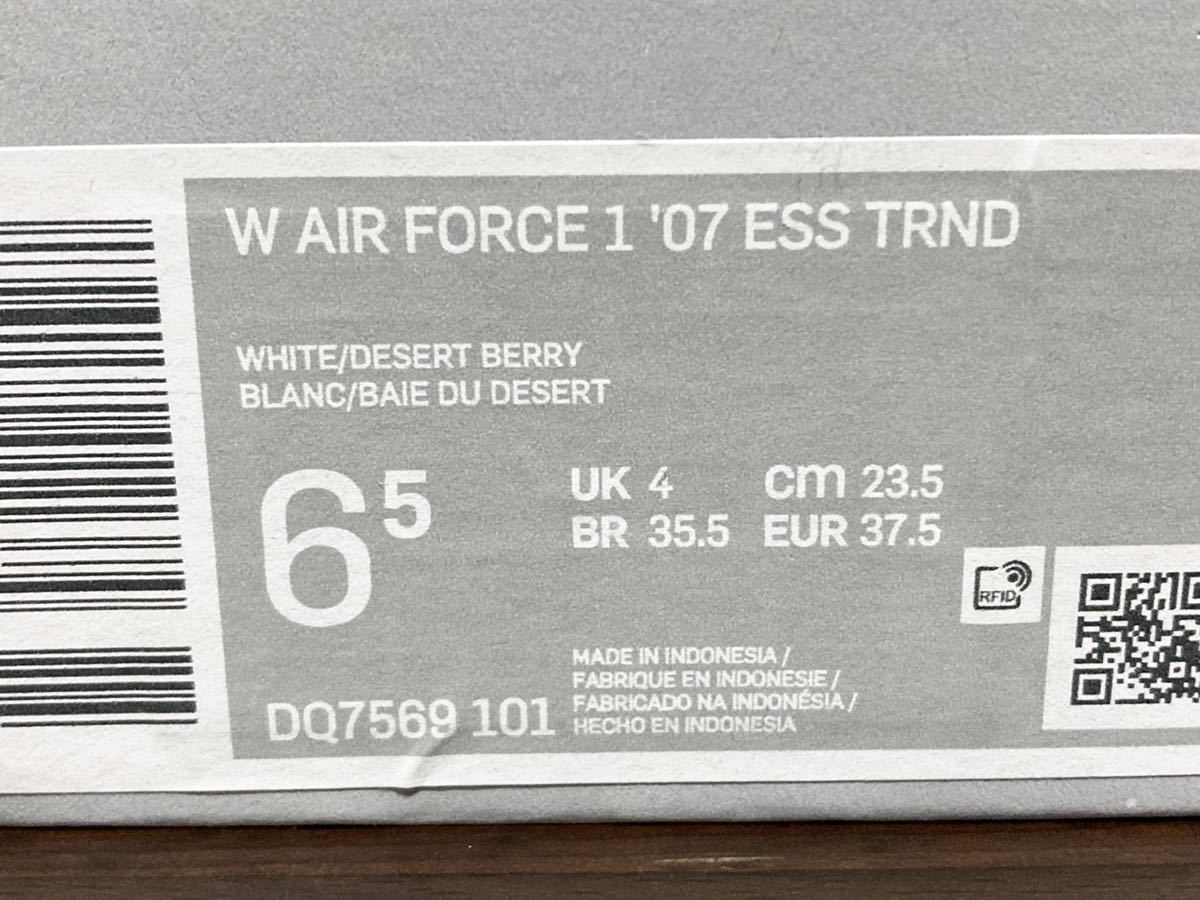 W AIR FORCE 1 '07 ESS TRND
WHITE/DESERT BERRY
BLANC/BAIE DU DESERT
6 5
UK 4 cm 23.5
BR 35.5 EUR 37.5
RFID
MADE IN INDONESIA /
FABRIQUE EN INDONESIE /
FABRICADO NA INDONÉSIA /
HECHO EN INDONESIA
DQ7569 101